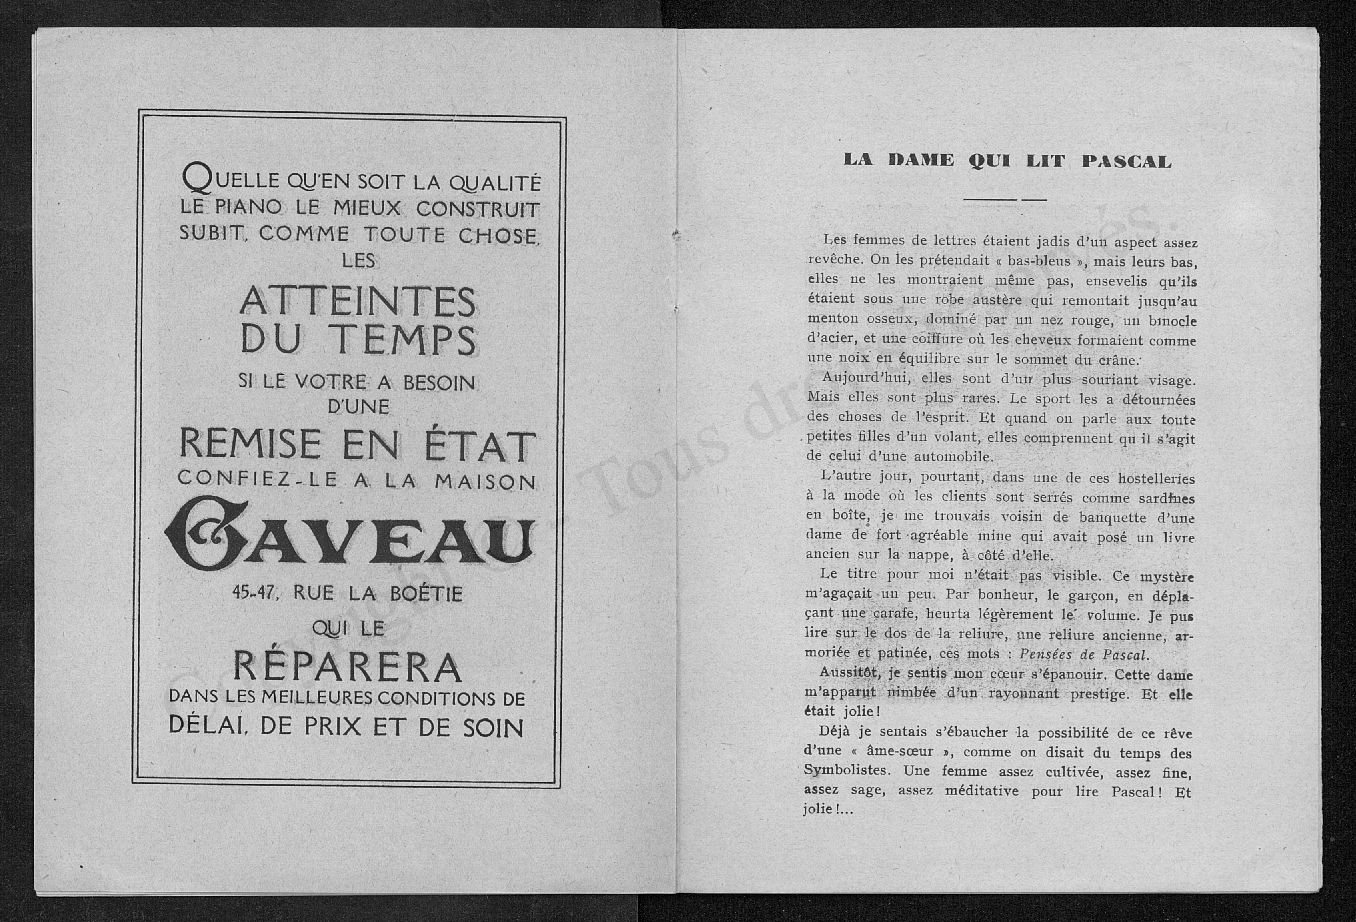 QUELLE QU'EN SOIT LA QUALITÉ
LE PIANO LE MIEUX CONSTRUIT
SUBIT, COMME TOUTE CHOSE,
LES
ATTEINTES
DU TEMPS
SI LE VOTRE A BESOIN
D'UNE
REMISE EN ÉTAT
CONFIEZ-LE A LA MAISON
GAVEAU
45-47, RUE LA BOÉTIE
QUI LE
RÉPARERA
DANS LES MEILLEURES CONDITIONS DE
DÉLAI, DE PRIX ET DE SOIN
LA DAME QUI LIT PASCAL
Les femmes de lettres étaient jadis d'un aspect assez
revêche. On les prétendait « bas-bleus », mais leurs bas,
elles ne les montraient même pas, ensevelis qu'ils
étaient sous une robe austère qui remontait jusqu'au
menton osseux, dominé par un nez rouge, un binocle
d'acier, et une coiffure où les cheveux formaient comme
une noix en équilibre sur le sommet du crâne.
Aujourd'hui, elles sont d'un plus souriant visage.
Mais elles sont plus rares. Le sport les a détournées
des choses de l'esprit. Et quand on parle aux toute
petites filles d'un volant, elles comprennent qu il s'agit
de celui d'une automobile.
L'autre jour, pourtant, dans une de ces hostelleries
à la mode où les clients sont serrés comme sardines
en boîte, je me trouvais voisin de banquette d'une
dame de fort agréable mine qui avait posé un livre
ancien sur la nappe, à côté d'elle.
Le titre pour moi n'était pas visible. Ce mystère
m'agaçait un peu. Par bonheur, le garçon, en dépla-
çant une carafe, heurta légèrement le volume. Je pus
lire sur le dos de la reliure, une reliure ancienne, ar-
moriée et patinée, ces mots : Pensées de Pascal.
Aussitôt, je sentis mon cœur s'épanouir. Cette dame
m'apparut nimbée d'un rayonnant prestige. Et elle
était jolie!
Déjà je sentais s'ébaucher la possibilité de ce rêve
d'une « âme-sœur », comme on disait du temps des
Symbolistes. Une femme assez cultivée, assez fine,
assez sage, assez méditative pour lire Pascal! Et
jolie!...